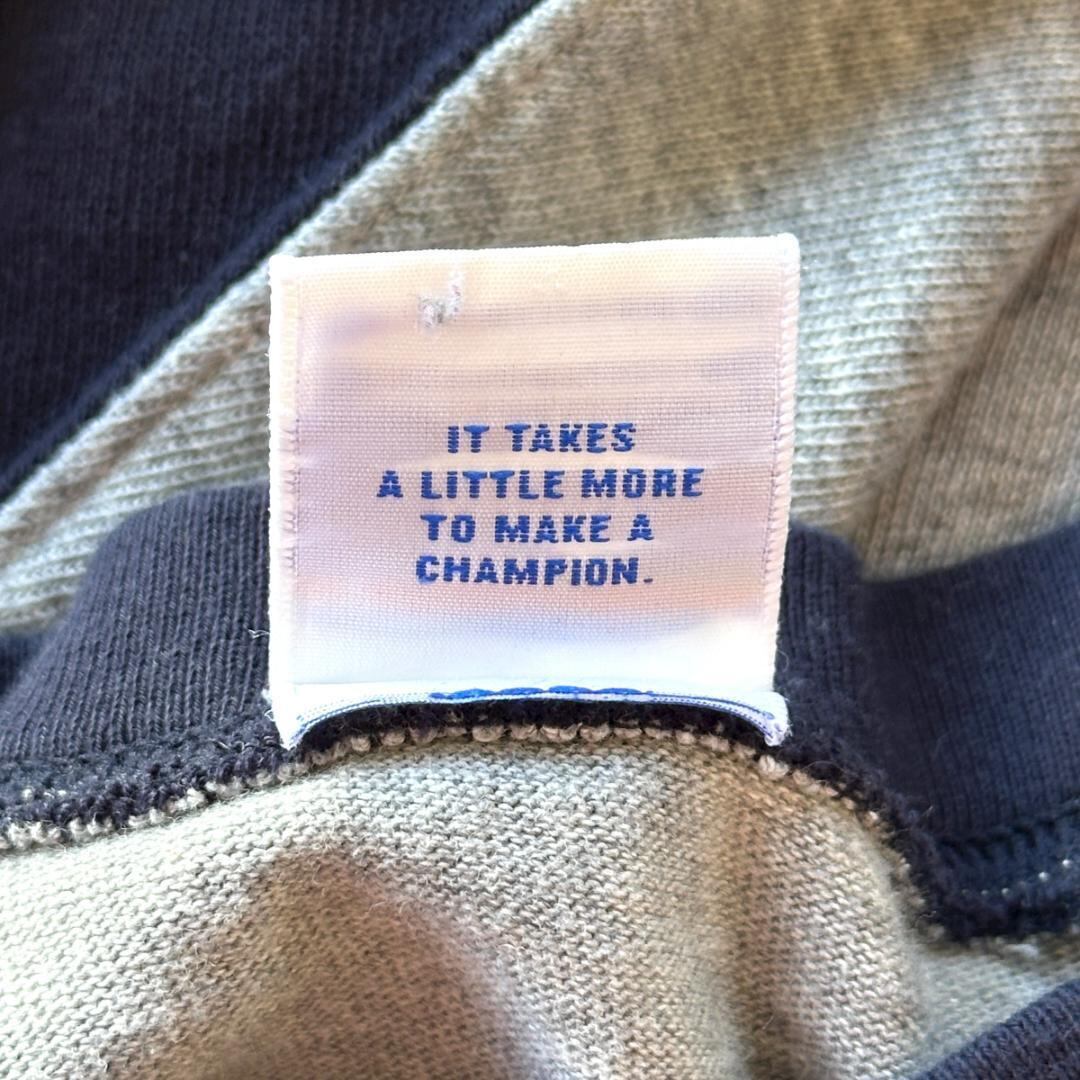 IT TAKES
A LITTLE MORE
TO MAKE A
CHAMPION.